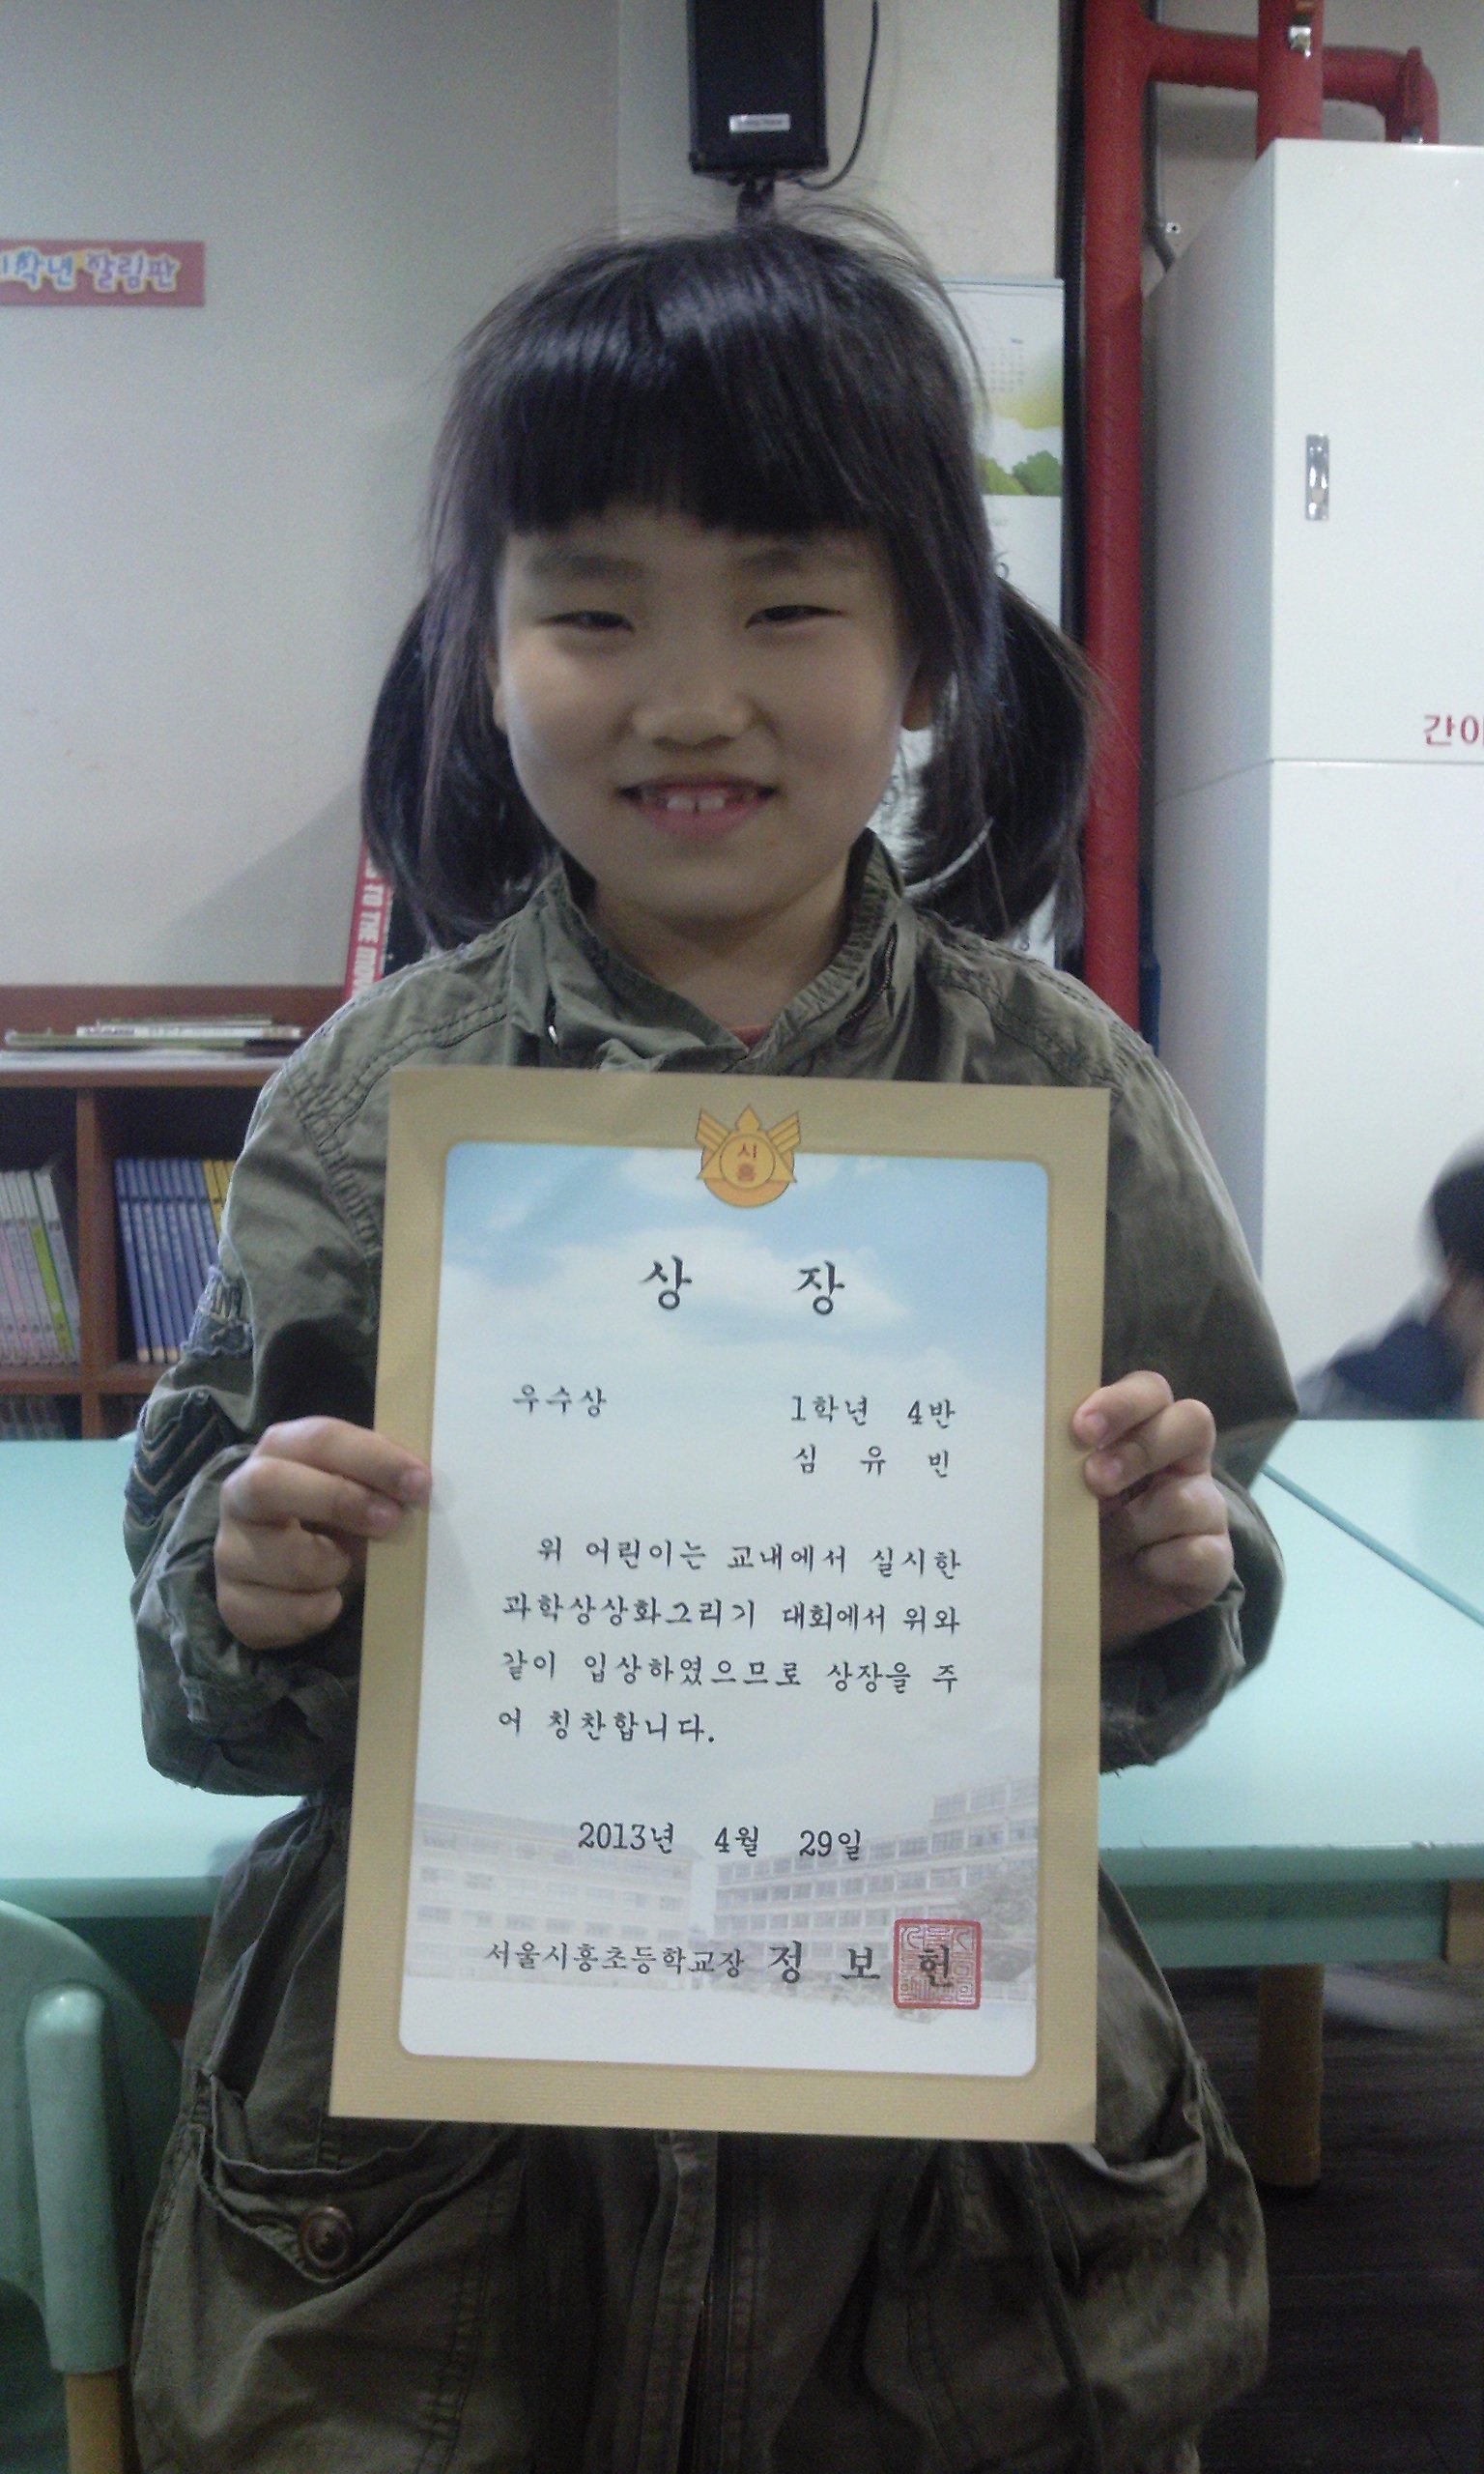 1학년 알림판
TO THE
간이
시
흥
상 장
우수상 1학년 4반
심 유 빈
위 어린이는 교내에서 실시한
과학상상화그리기 대회에서 위와
같이 입상하였으므로 상장을 주
어 칭찬합니다.
2013년 4월 29일
서울시흥초등학교장 정 보 헌